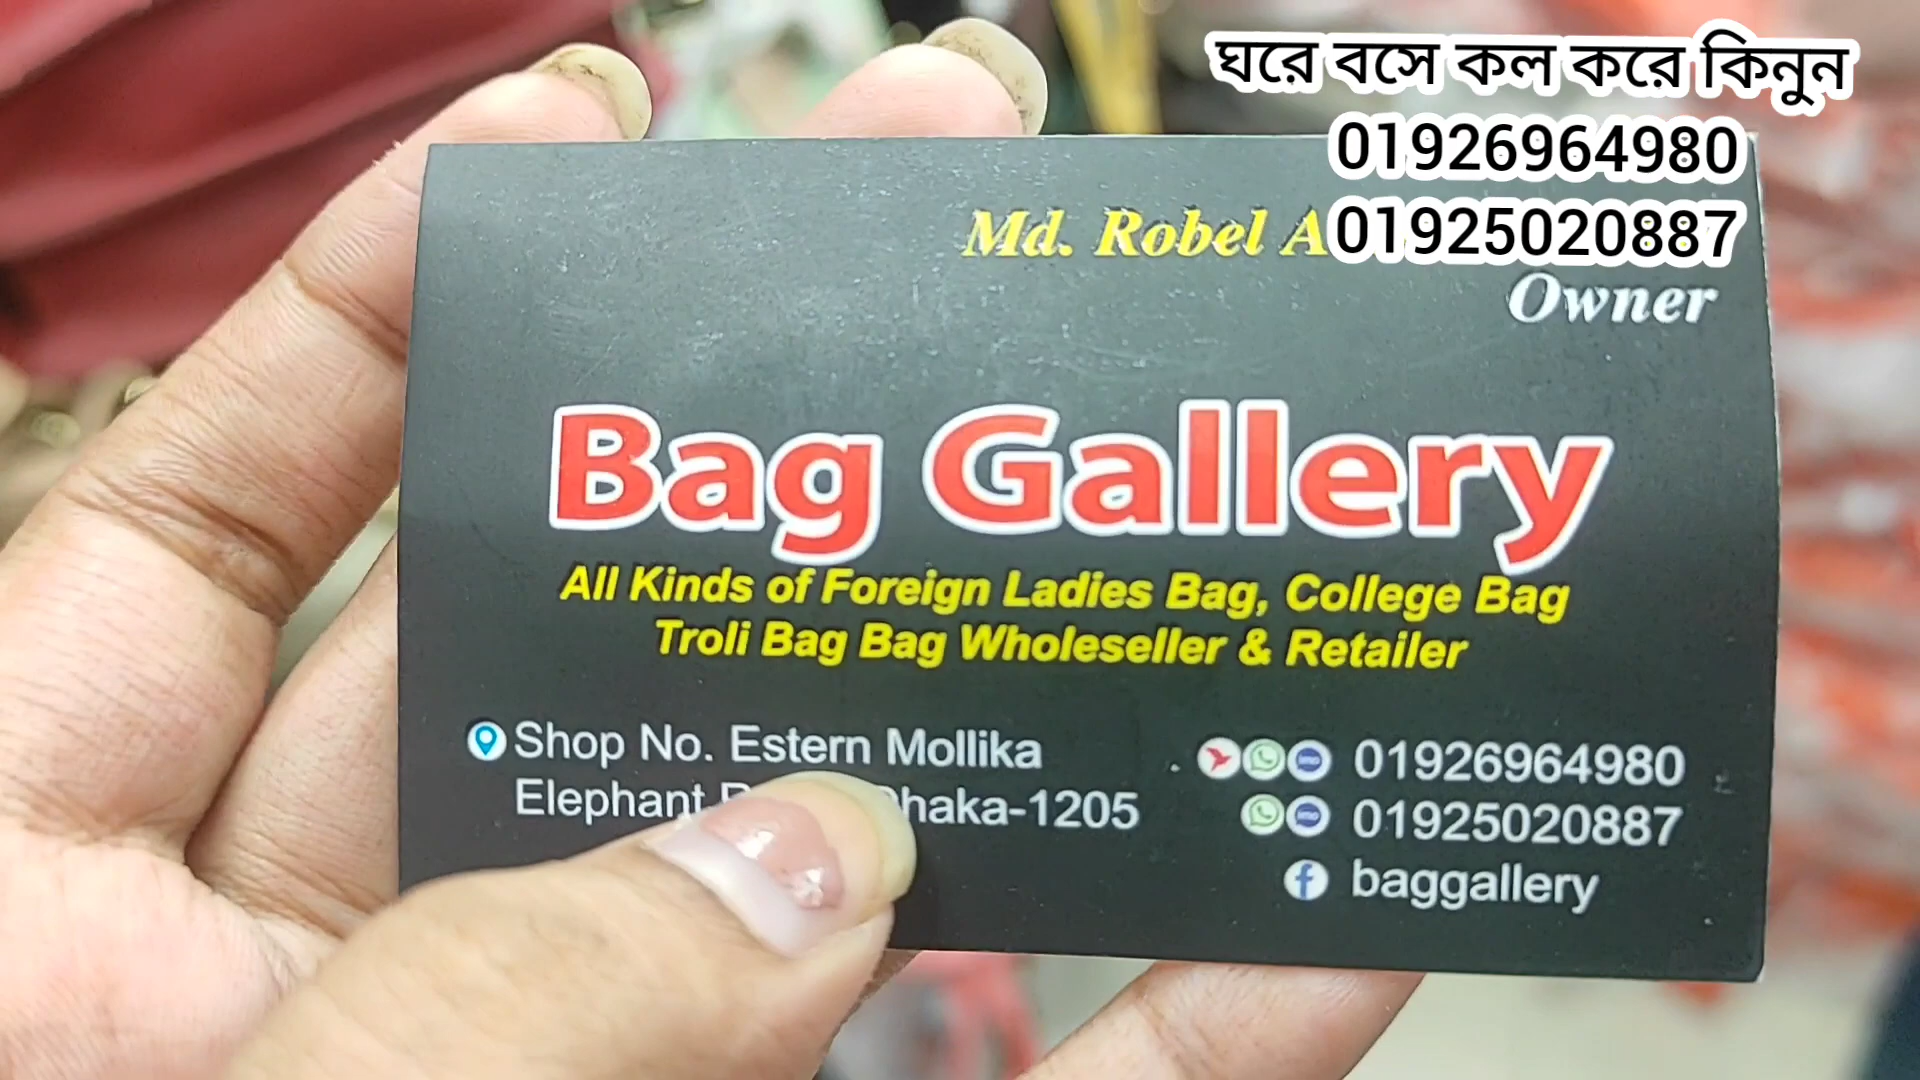 ঘরে বসে কল করে কিনুন
01926964980
01925020887
Md. Robel
Owner
Bag Gallery
All Kinds of Foreign Ladies Bag, College Bag
Troli Bag Bag Wholeseller & Retailer
Shop No. Estern Mollika
Elephant Dhaka-1205
01926964980
01925020887
baggallery